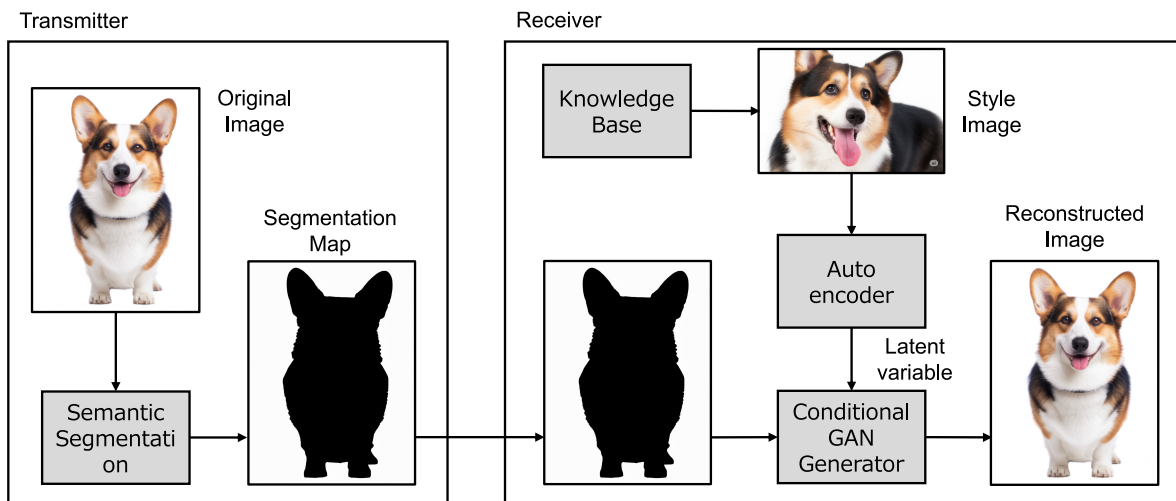 Transmitter
Receiver
Original
Image
Knowledge
Base
Style
Image
Segmentation
Map
Reconstructed
Image
Auto
encoder
Latent
variable
Semantic
Segmentati
on
Conditional
GAN
Generator